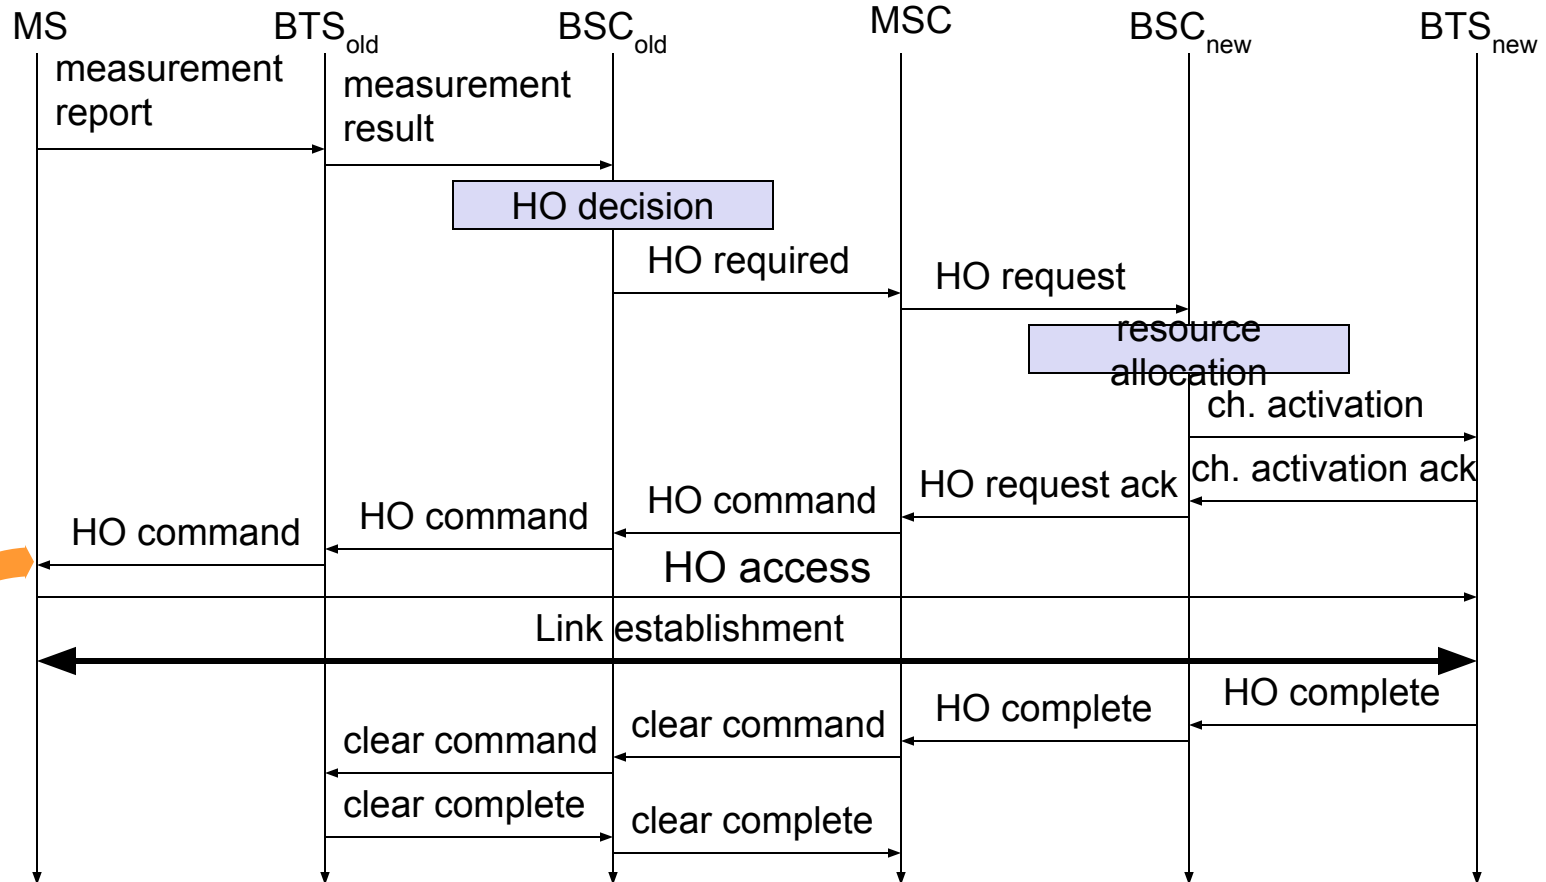 MS
BTS old
BSC old
MSC
BSC new
BTS new
measurement
report
measurement
result
HO decision
HO required
HO request
resource
allocation
ch. activation
ch. activation ack
HO request ack
HO command
HO command
HO command
HO access
Link establishment
HO complete
HO complete
clear command
clear command
clear complete
clear complete